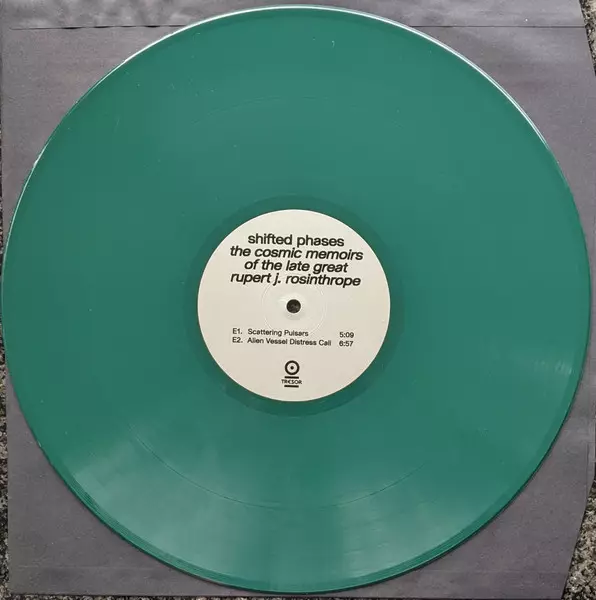 shifted phases
the cosmic memoirs
of the late great
rupert j. rosinthrope
E1. Scattering Pulsars 5:09
E2. Alien Vessel Distress Call 6:57
TRESOR